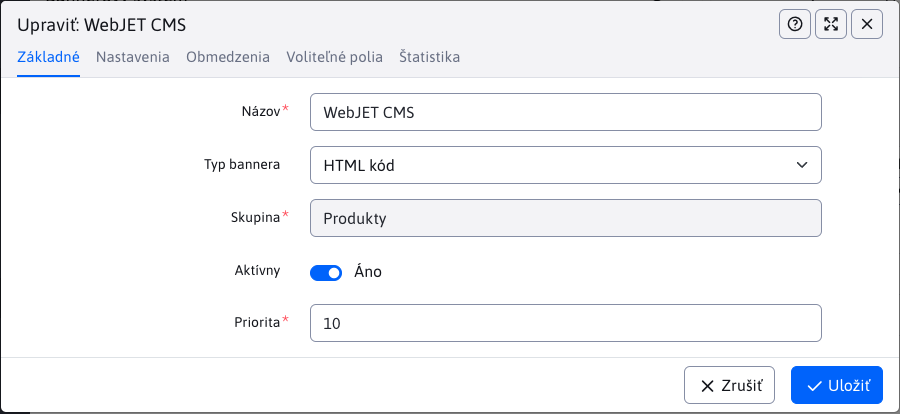 Upraviť: WebJET CMS
Základné Nastavenia Obmedzenia Voliteľné polia Štatistika
Názov* WebJET CMS
Typ bannera HTML kód
Skupina* Produkty
Aktívny Áno
Priorita* 10
Zrušiť Uložiť